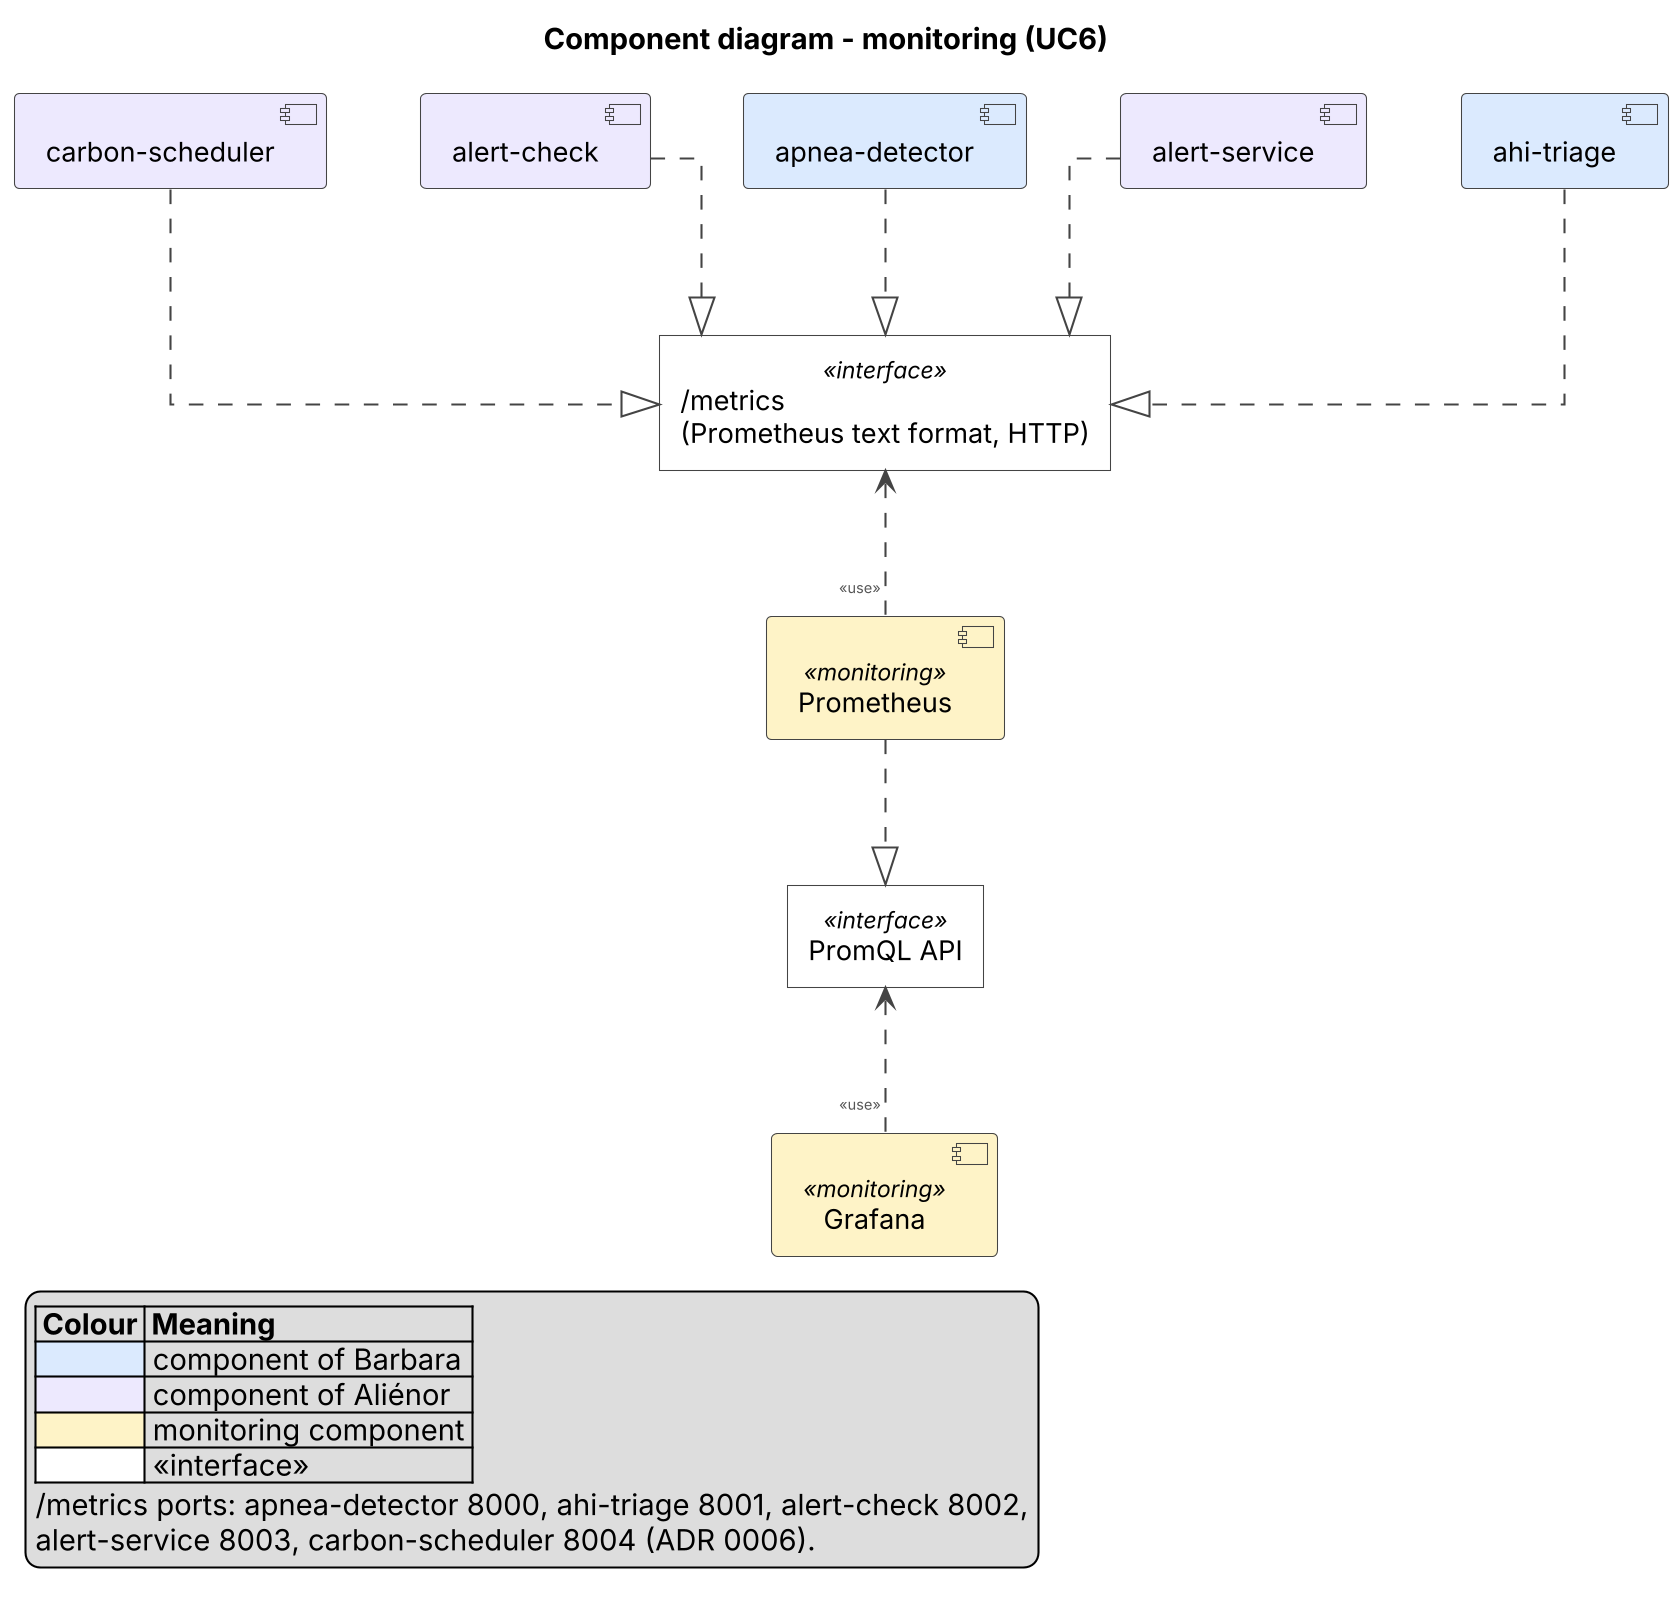 Component diagram - monitoring (UC6)
carbon-scheduler
alert-check
apnea-detector
alert-service
ahi-triage
«interface»
/metrics
(Prometheus text format, HTTP)
«use»
«monitoring»
Prometheus
«interface»
PromQL API
«use»
«monitoring»
Grafana
Colour Meaning
component of Barbara
component of Aliénor
monitoring component
«interface»
/metrics ports: apnea-detector 8000, ahi-triage 8001, alert-check 8002,
alert-service 8003, carbon-scheduler 8004 (ADR 0006).